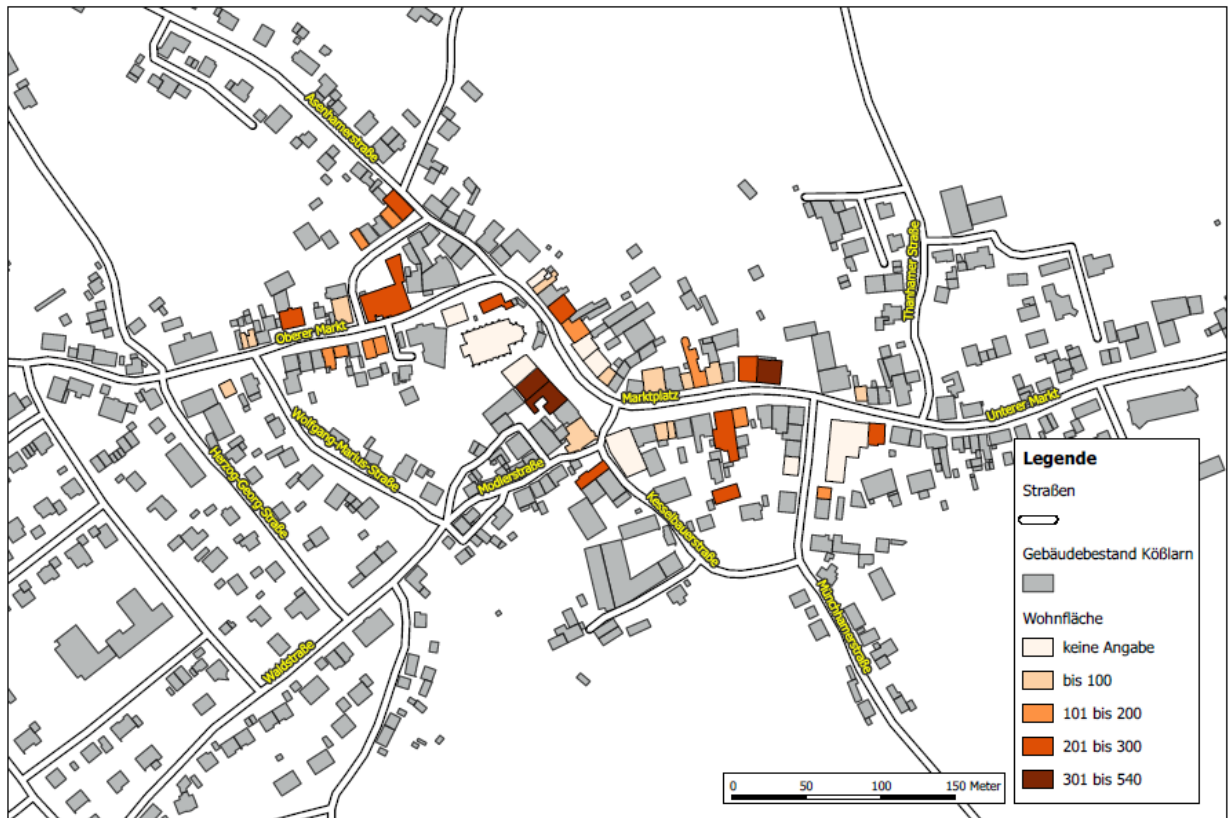 Asenhamerstraße
Thanhamer Straße
Oberer Markt
Marktplatz
Unterer Markt
Wolfgang-Marius-Straße
Herzog-Georg-Straße
Modlerstraße
Kesselbauerstraße
Waldstraße
Münchhamerstraße
Legende
Straßen
Gebäudebestand Kößlarn
Wohnfläche
keine Angabe
bis 100
101 bis 200
201 bis 300
301 bis 540
0 50 100 150 Meter